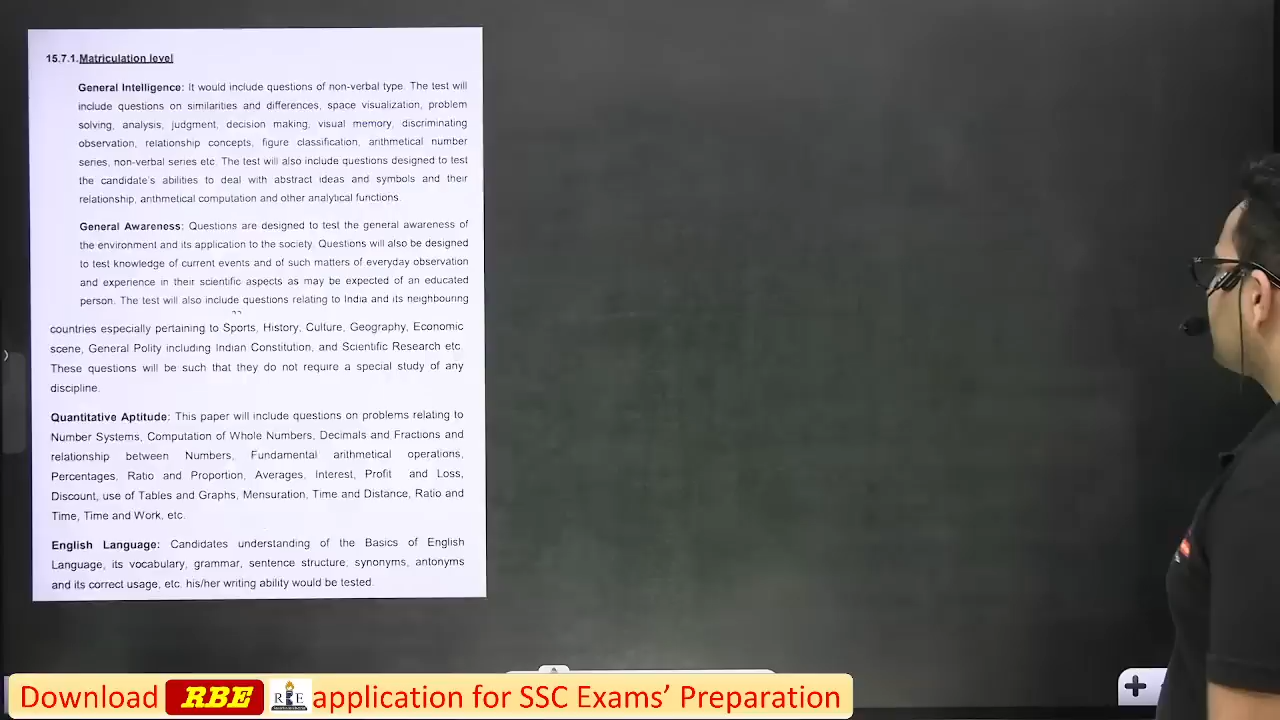 15.7.1. Matriculation level
General Intelligence: It would include questions of non-verbal type. The test will
include questions on similarities and differences, space visualization, problem
solving, analysis, judgment, decision making, visual memory, discriminating
observation, relationship concepts, figure classification, arithmetical number
series, non-verbal series etc. The test will also include questions designed to test
the candidate's abilities to deal with abstract ideas and symbols and their
relationship, arithmetical computation and other analytical functions.
General Awareness: Questions are designed to test the general awareness of
the environment and its application to the society. Questions will also be designed
to test knowledge of current events and of such matters of everyday observation
and experience in their scientific aspects as may be expected of an educated
person. The test will also include questions relating to India and its neighbouring
countries especially pertaining to Sports, History, Culture, Geography, Economic
scene, General Polity including Indian Constitution, and Scientific Research etc
These questions will be such that they do not require a special study of any
discipline.
Quantitative Aptitude: This paper will include questions on problems relating to
Number Systems, Computation of Whole Numbers, Decimals and Fractions and
relationship between Numbers, Fundamental arithmetical operations,
Percentages, Ratio and Proportion, Averages, Interest, Profit and Loss,
Discount, use of Tables and Graphs, Mensuration, Time and Distance, Ratio and
Time, Time and Work, etc.
English Language: Candidates understanding of the Basics of English
Language, its vocabulary, grammar, sentence structure, synonyms, antonyms
and its correct usage, etc. his/her writing ability would be tested.
Download RBE RBE application for SSC Exams' Preparation